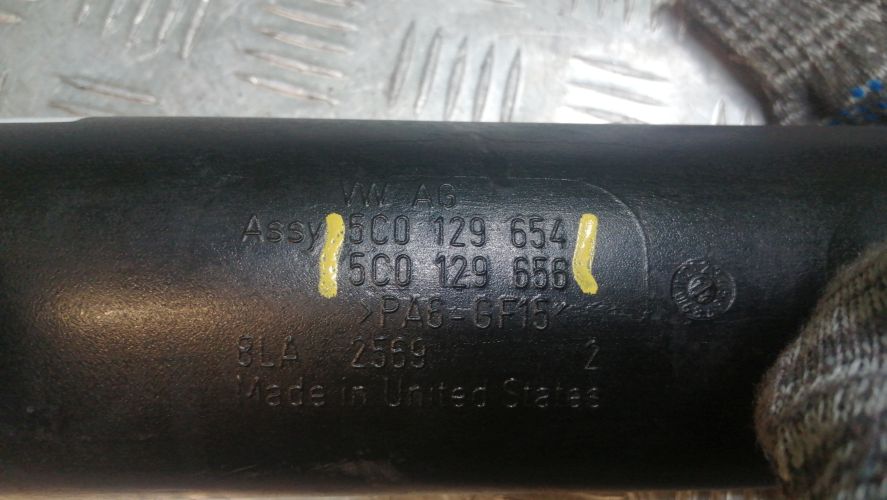 VW AG
Assy 5C0 129 654
5C0 129 656
>PA6-GF15<
8LA 2569 2
Made in United States